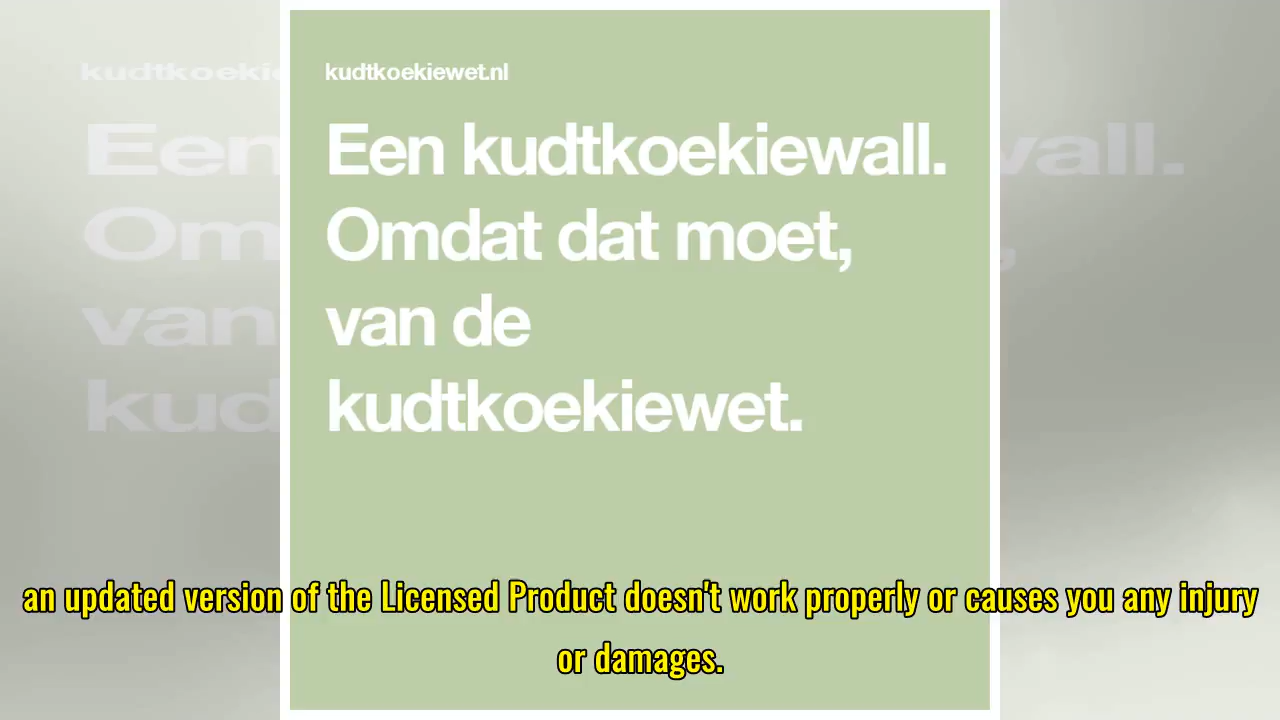 kudtkoekiewet.nl
Een kudtkoekiewall.
Omdat dat moet,
van de
kudtkoekiewet.
an updated version of the Licensed Product doesn't work properly or causes you any injury
or damages.